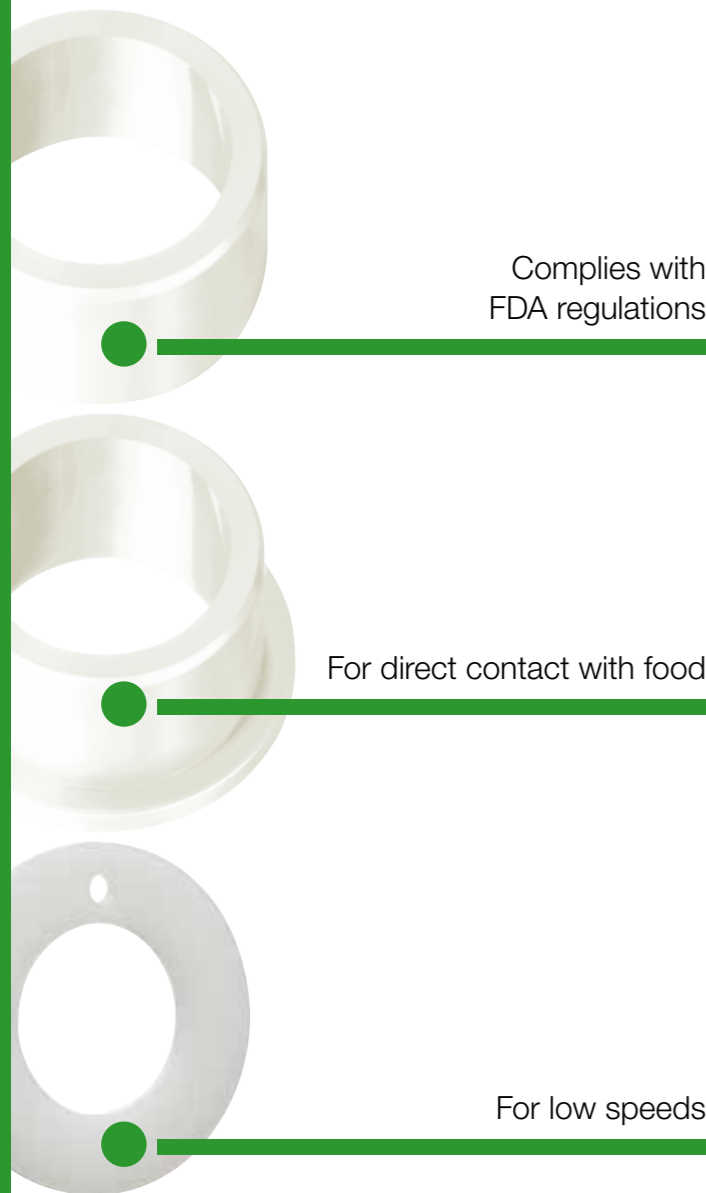 Complies with
FDA regulations
For direct contact with food
For low speeds